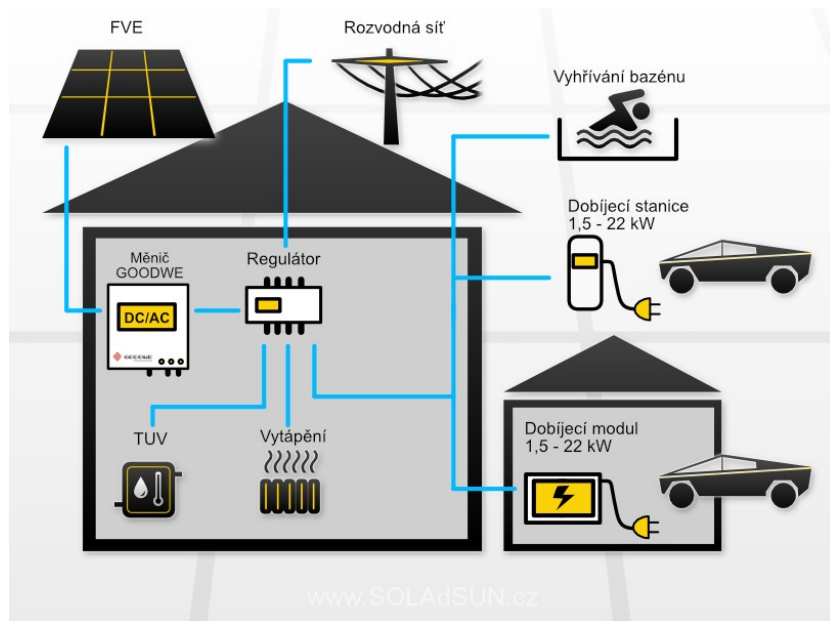 FVE
Rozvodná síť
Vyhřívání bazénu
Dobíjecí stanice
1,5 - 22 kW
Měnič
GOODWE
Regulátor
DC/AC
GOODWE
TUV
Vytápění
Dobíjecí modul
1,5 - 22 kW
www.SOLAdSUN.cz